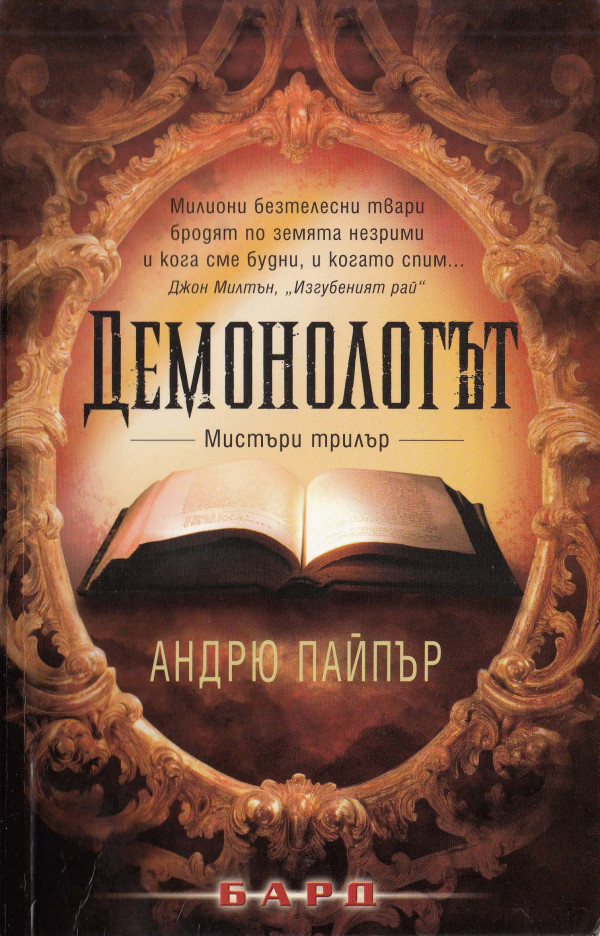 Милиони безтелесни твари
бродят по земята незрими
и кога сме будни, и когато спим...
Джон Милтън, „Изгубеният рай“
Демонологът
Мистъри трилър
АНДРЮ ПАЙПЪР
БАРД